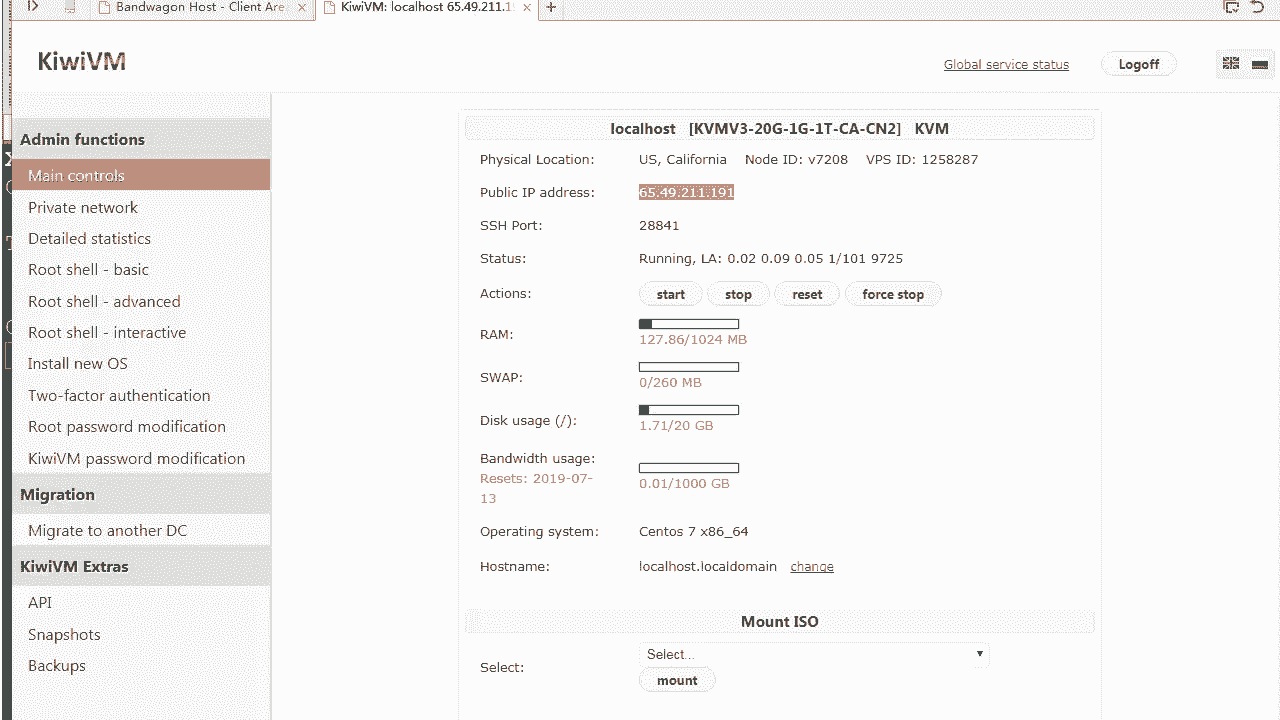 Bandwagon Host - Client Are
KiwiVM: localhost 65.49.211.1
KiwiVM
Global service status
Logoff
Admin functions
Main controls
Private network
Detailed statistics
Root shell - basic
Root shell - advanced
Root shell - interactive
Install new OS
Two-factor authentication
Root password modification
KiwiVM password modification
Migration
Migrate to another DC
KiwiVM Extras
API
Snapshots
Backups
localhost [KVMV3-20G-1G-1T-CA-CN2] KVM
Physical Location: US, California Node ID: v7208 VPS ID: 1258287
Public IP address: 65.49.211.191
SSH Port: 28841
Status: Running, LA: 0.02 0.09 0.05 1/101 9725
Actions: start stop reset force stop
RAM:
127.86/1024 MB
SWAP:
0/260 MB
Disk usage (/):
1.71/20 GB
Bandwidth usage:
Resets: 2019-07-
13
0.01/1000 GB
Operating system: Centos 7 x86_64
Hostname: localhost.localdomain change
Mount ISO
Select: Select...
mount